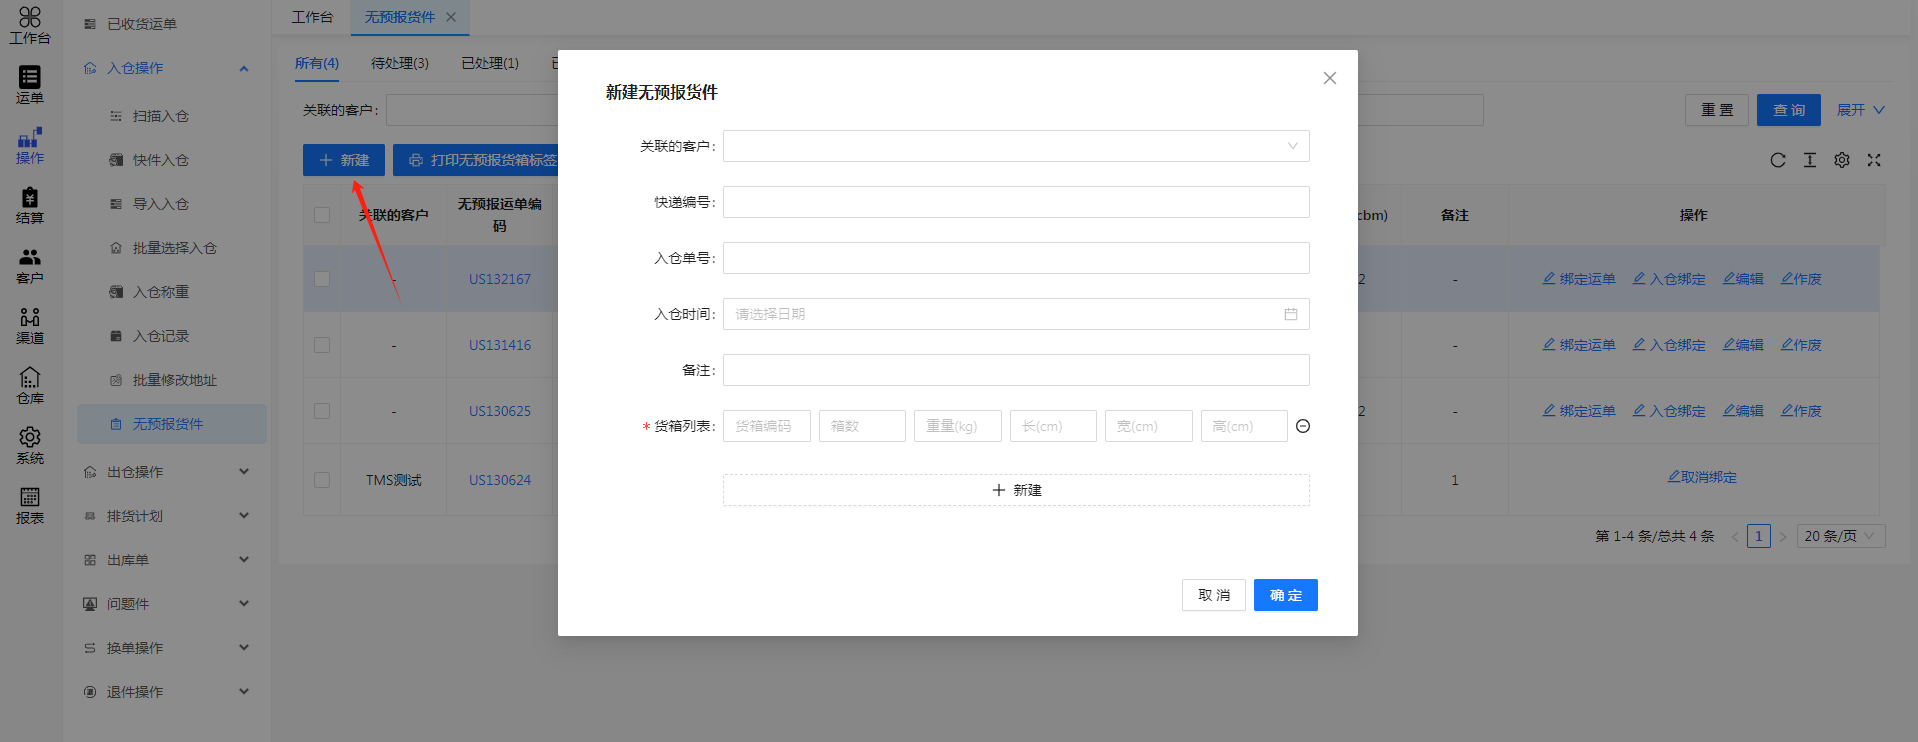 工作台
运单
操作
结算
客户
渠道
仓库
系统
报表
已收货运单
入仓操作
扫描入仓
快件入仓
导入入仓
批量选择入仓
入仓称重
入仓记录
批量修改地址
无预报货件
出仓操作
排货计划
出库单
问题件
换单操作
退件操作
工作台
无预报货件
所有(4)
待处理(3)
已处理(1)
关联的客户:
重 置
查 询
展开
新建
打印无预报货箱标签
关联的客户
无预报运单编码
cbm)
备注
操作
-
US132167
2
-
绑定运单
入仓绑定
编辑
作废
-
US131416
-
绑定运单
入仓绑定
编辑
作废
-
US130625
2
-
绑定运单
入仓绑定
编辑
作废
TMS测试
US130624
1
取消绑定
第 1-4 条/总共 4 条
1
20 条/页
新建无预报货件
关联的客户:
快递编号:
入仓单号:
入仓时间:
请选择日期
备注:
* 货箱列表:
货箱编码
箱数
重量(kg)
长(cm)
宽(cm)
高(cm)
新建
取 消
确 定